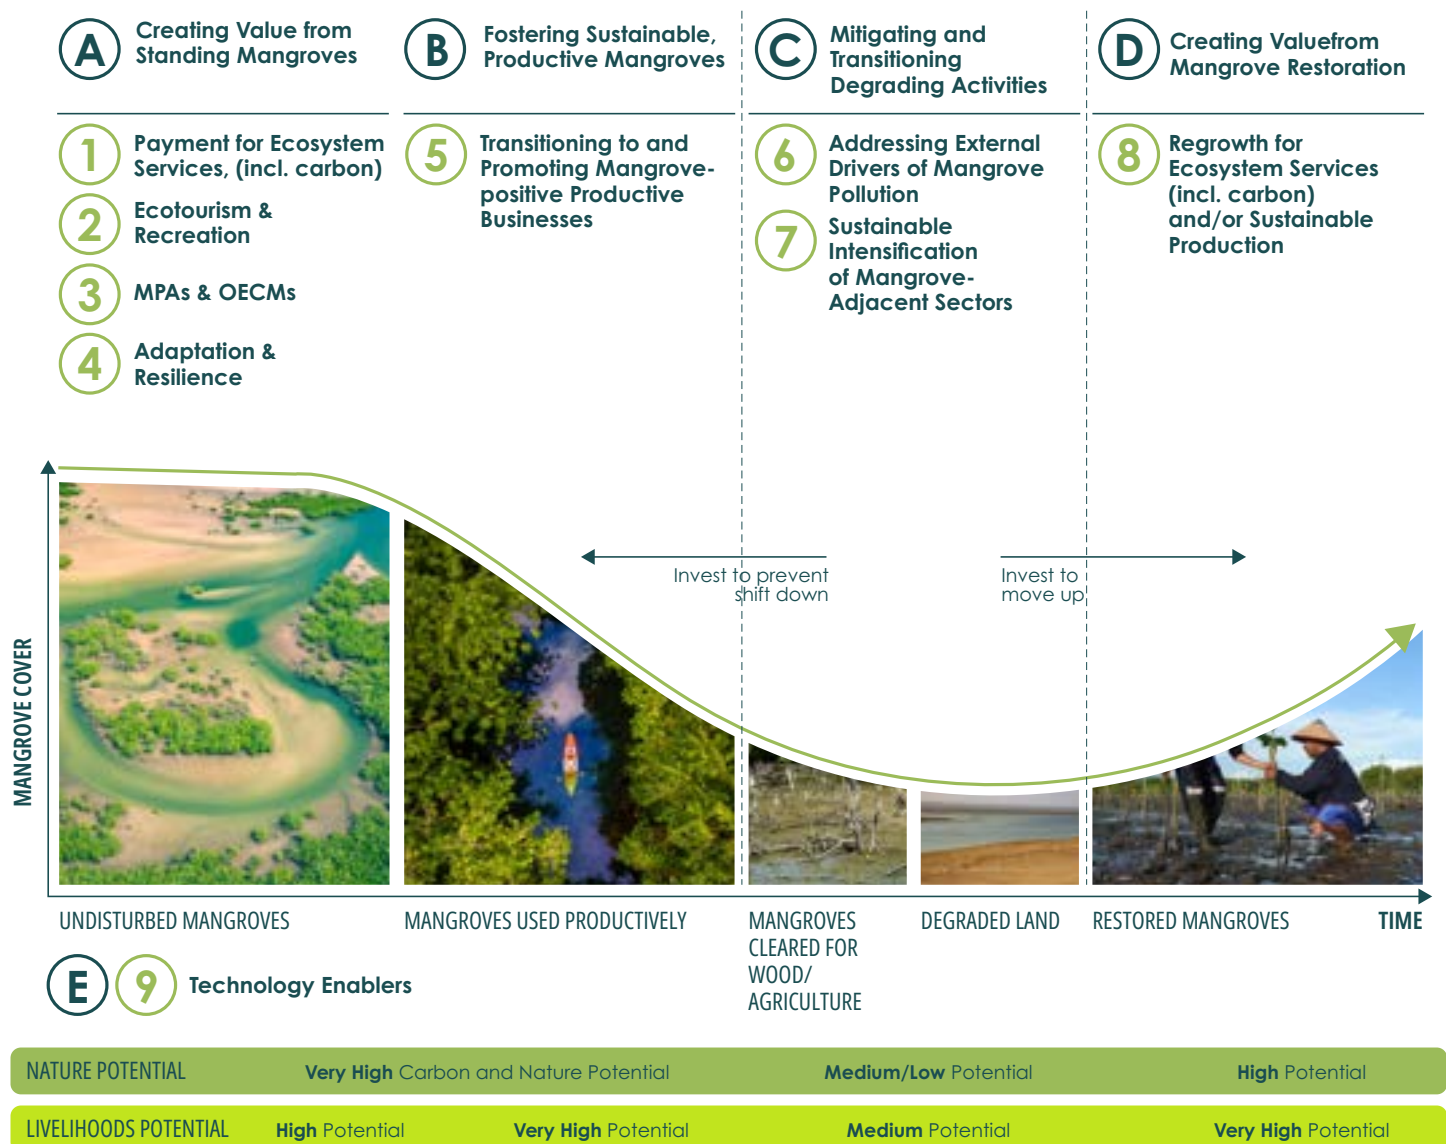 A
Creating Value from
Standing Mangroves
1
Payment for Ecosystem
Services, (incl. carbon)
2
Ecotourism &
Recreation
3
MPAs & OECMs
4
Adaptation &
Resilience
B
Fostering Sustainable,
Productive Mangroves
5
Transitioning to and
Promoting Mangrove-
positive Productive
Businesses
C
Mitigating and
Transitioning
Degrading Activities
6
Addressing External
Drivers of Mangrove
Pollution
7
Sustainable
Intensification
of Mangrove-
Adjacent Sectors
D
Creating Valuefrom
Mangrove Restoration
8
Regrowth for
Ecosystem Services
(incl. carbon)
and/or Sustainable
Production
Invest to prevent
shift down
Invest to
move up
MANGROVE COVER
UNDISTURBED MANGROVES
MANGROVES USED PRODUCTIVELY
MANGROVES
CLEARED FOR
WOOD/
AGRICULTURE
DEGRADED LAND
RESTORED MANGROVES
TIME
E
9
Technology Enablers
NATURE POTENTIAL Very High Carbon and Nature Potential Medium/Low Potential High Potential
LIVELIHOODS POTENTIAL High Potential Very High Potential Medium Potential Very High Potential